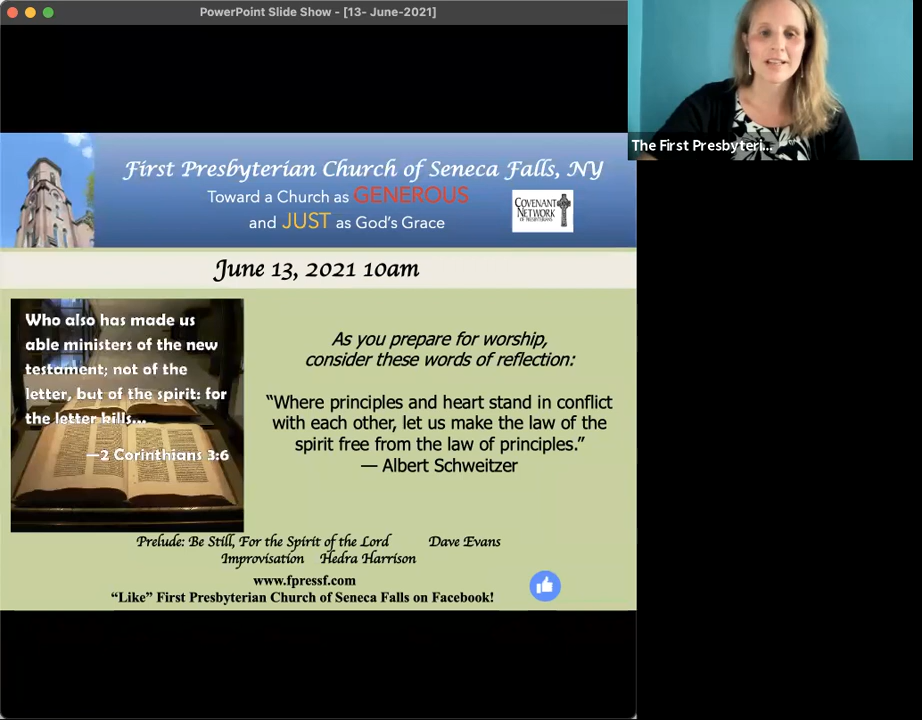 PowerPoint Slide Show - [13- June-2021]
The First Presbyteri...
First Presbyterian Church of Seneca Falls, NY
Toward a Church as GENEROUS
and JUST as God's Grace
COVENANT
NETWORK
OF PRESBYTERIANS
June 13, 2021 10am
Who also has made us
able ministers of the new
testament; not of the
letter, but of the spirit: for
the letter kills...
—2 Corinthians 3:6
As you prepare for worship,
consider these words of reflection:
“Where principles and heart stand in conflict
with each other, let us make the law of the
spirit free from the law of principles.”
— Albert Schweitzer
Prelude: Be Still, For the Spirit of the Lord Dave Evans
Improvisation Hedra Harrison
www.fpressf.com
“Like” First Presbyterian Church of Seneca Falls on Facebook!